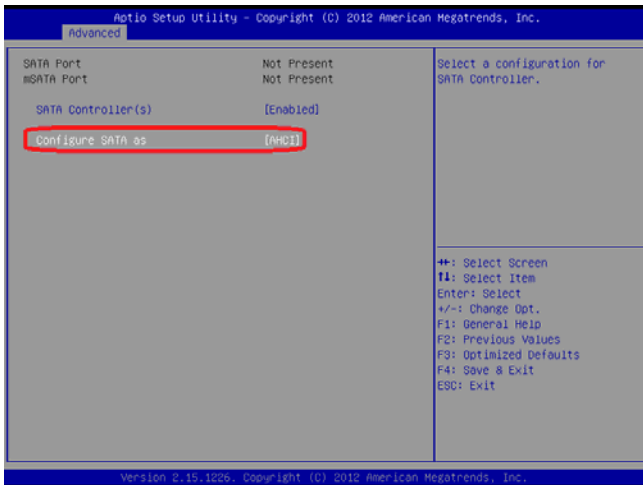 Aptio Setup Utility - Copyright (C) 2012 American Megatrends, Inc.
Advanced
SATA Port Not Present
mSATA Port Not Present
SATA Controller(s) [Enabled]
Configure SATA as [AHCI]
Select a configuration for
SATA Controller.
→←: Select Screen
↑↓: Select Item
Enter: Select
+/-: Change Opt.
F1: General Help
F2: Previous Values
F3: Optimized Defaults
F4: Save & Exit
ESC: Exit
Version 2.15.1226. Copyright (C) 2012 American Megatrends, Inc.